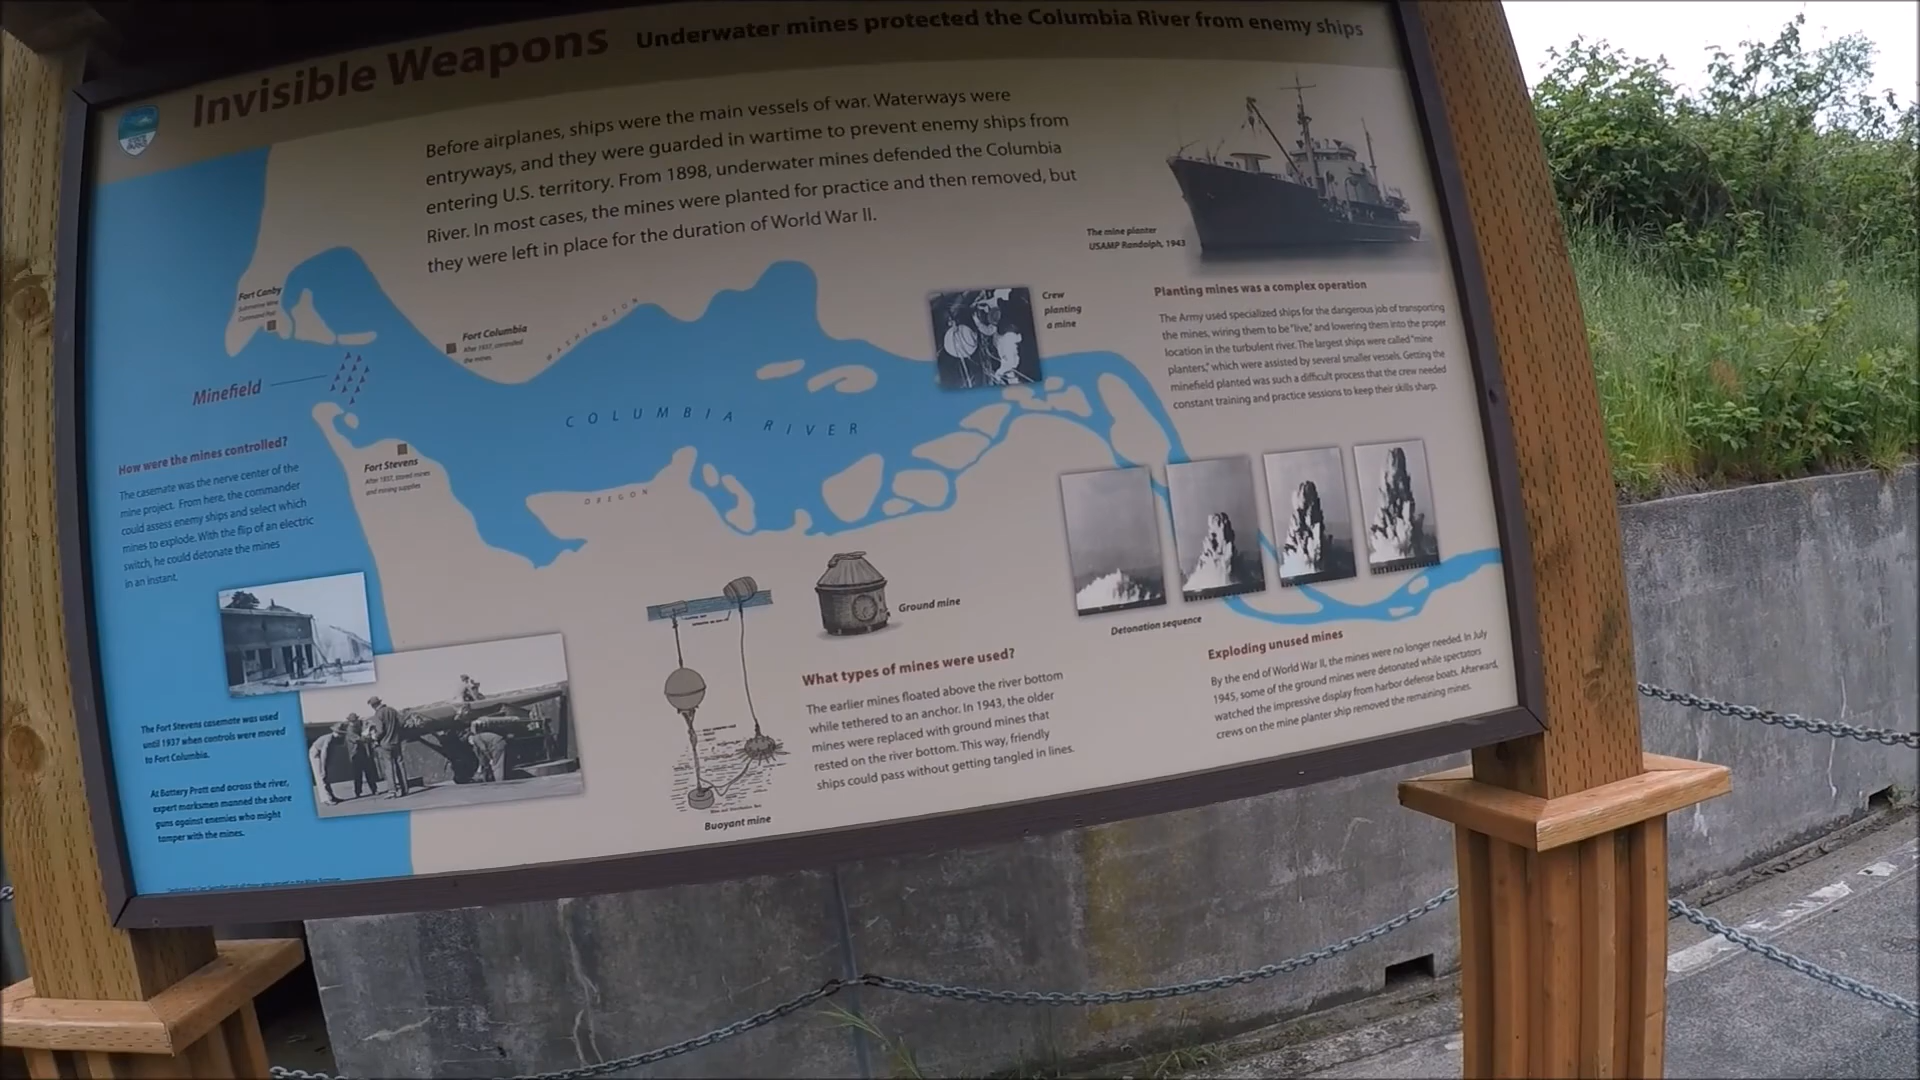 Invisible Weapons
Underwater mines protected the Columbia River from enemy ships
Before airplanes, ships were the main vessels of war. Waterways were
entryways, and they were guarded in wartime to prevent enemy ships from
entering U.S. territory. From 1898, underwater mines defended the Columbia
River. In most cases, the mines were planted for practice and then removed, but
they were left in place for the duration of World War II.
The mine planter
USAMP Randolph, 1943
Fort Canby
Submarine Mine
Command Post
Fort Columbia
After 1937, controlled
the mines
WASHINGTON
Minefield
COLUMBIA RIVER
Crew
planting
a mine
Planting mines was a complex operation
The Army used specialized ships for the dangerous job of transporting
the mines, wiring them to be "live," and lowering them into the proper
location in the turbulent river. The largest ships were called "mine
planters," which were assisted by several smaller vessels. Getting the
minefield planted was such a difficult process that the crew needed
constant training and practice sessions to keep their skills sharp.
How were the mines controlled?
The casemate was the nerve center of the
mine project. From here, the commander
could assess enemy ships and select which
mines to explode. With the flip of an electric
switch, he could detonate the mines
in an instant.
Fort Stevens
After 1937, stored mines
and mining supplies
OREGON
Ground mine
Detonation sequence
What types of mines were used?
The earlier mines floated above the river bottom
while tethered to an anchor. In 1943, the older
mines were replaced with ground mines that
rested on the river bottom. This way, friendly
ships could pass without getting tangled in lines.
Buoyant mine
Exploding unused mines
By the end of World War II, the mines were no longer needed. In July
1945, some of the ground mines were detonated while spectators
watched the impressive display from harbor defense boats. Afterward,
crews on the mine planter ship removed the remaining mines.
The Fort Stevens casemate was used
until 1937 when controls were moved
to Fort Columbia.
At Battery Pratt and across the river,
expert marksmen manned the shore
guns against enemies who might
tamper with the mines.